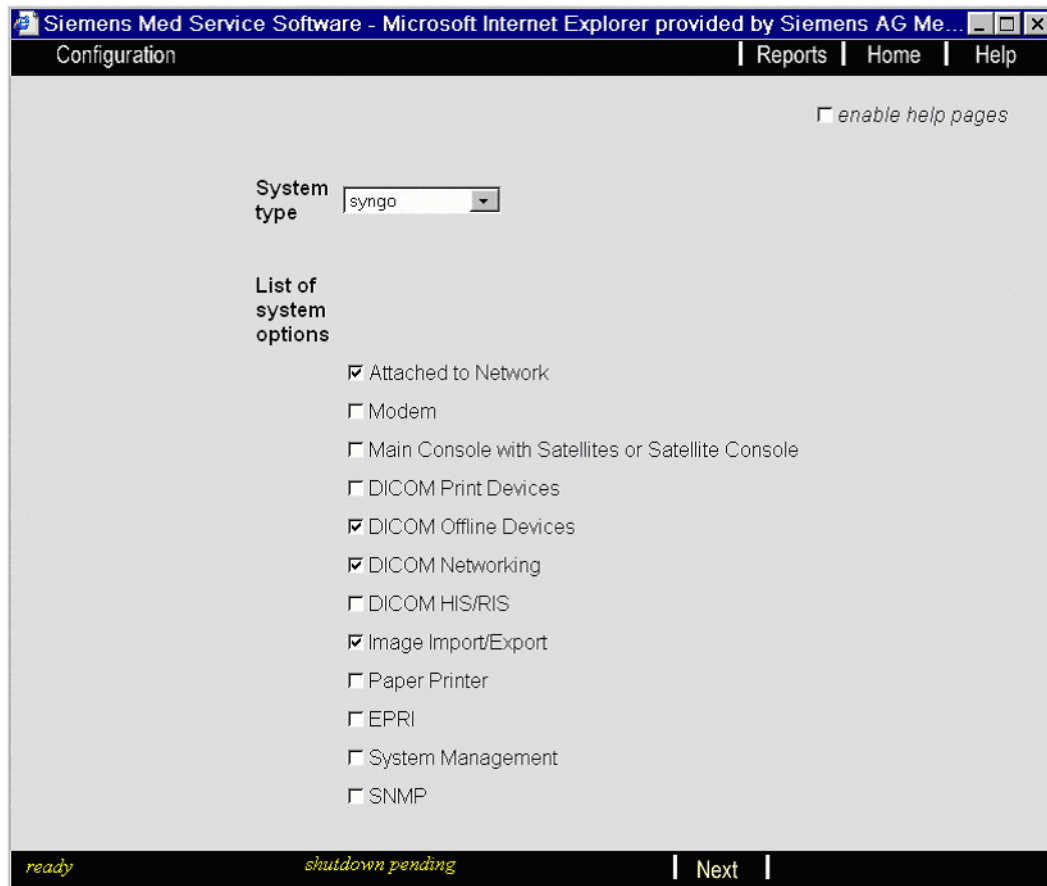 Siemens Med Service Software - Microsoft Internet Explorer provided by Siemens AG Me...
Configuration
Reports
Home
Help
enable help pages
System type
syngo
List of system options
Attached to Network
Modem
Main Console with Satellites or Satellite Console
DICOM Print Devices
DICOM Offline Devices
DICOM Networking
DICOM HIS/RIS
Image Import/Export
Paper Printer
EPRI
System Management
SNMP
ready
shutdown pending
Next